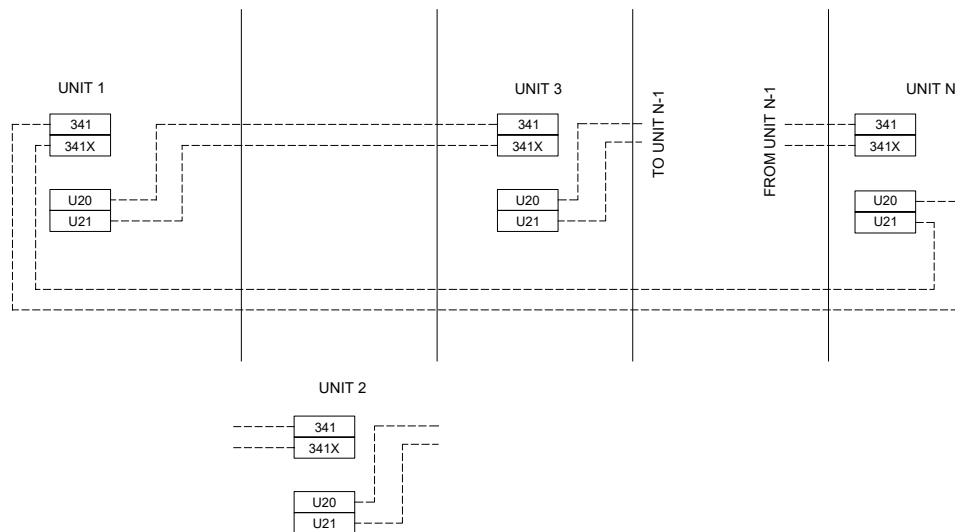 UNIT 1
341
341X
U20
U21
UNIT 3
341
341X
U20
U21
TO UNIT N-1
FROM UNIT N-1
UNIT N
341
341X
U20
U21
UNIT 2
341
341X
U20
U21